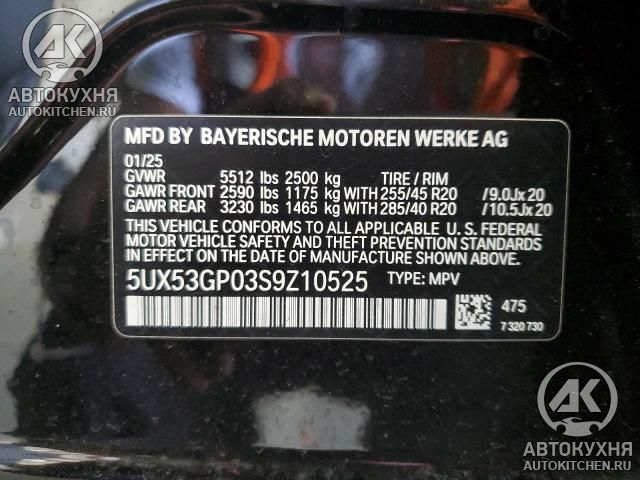 AK
АВТОКУХНЯ
AUTOKITCHEN.RU
MFD BY BAYERISCHE MOTOREN WERKE AG
01/25
GVWR 5512 lbs 2500 kg TIRE / RIM
GAWR FRONT 2590 lbs 1175 kg WITH 255/45 R20 /9.0Jx20
GAWR REAR 3230 lbs 1465 kg WITH 285/40 R20 /10.5Jx20
THIS VEHICLE CONFORMS TO ALL APPLICABLE U. S. FEDERAL
MOTOR VEHICLE SAFETY AND THEFT PREVENTION STANDARDS
IN EFFECT ON THE DATE OF MANUFACTURE SHOWN ABOVE.
5UX53GP03S9Z10525 TYPE: MPV
475
7 320 730
AK
АВТОКУХНЯ
AUTOKITCHEN.RU